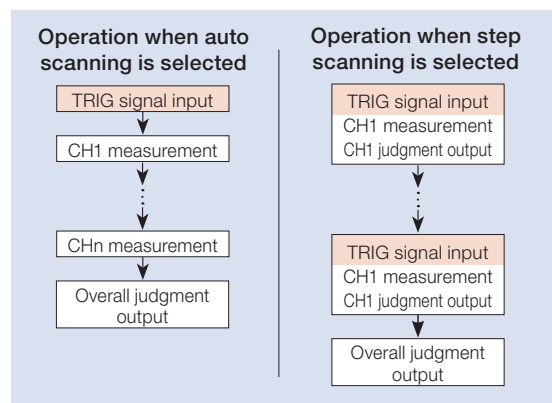 Operation when auto
scanning is selected
TRIG signal input
CH1 measurement
CHn measurement
Overall judgment
output
Operation when step
scanning is selected
TRIG signal input
CH1 measurement
CH1 judgment output
TRIG signal input
CH1 measurement
CH1 judgment output
Overall judgment
output